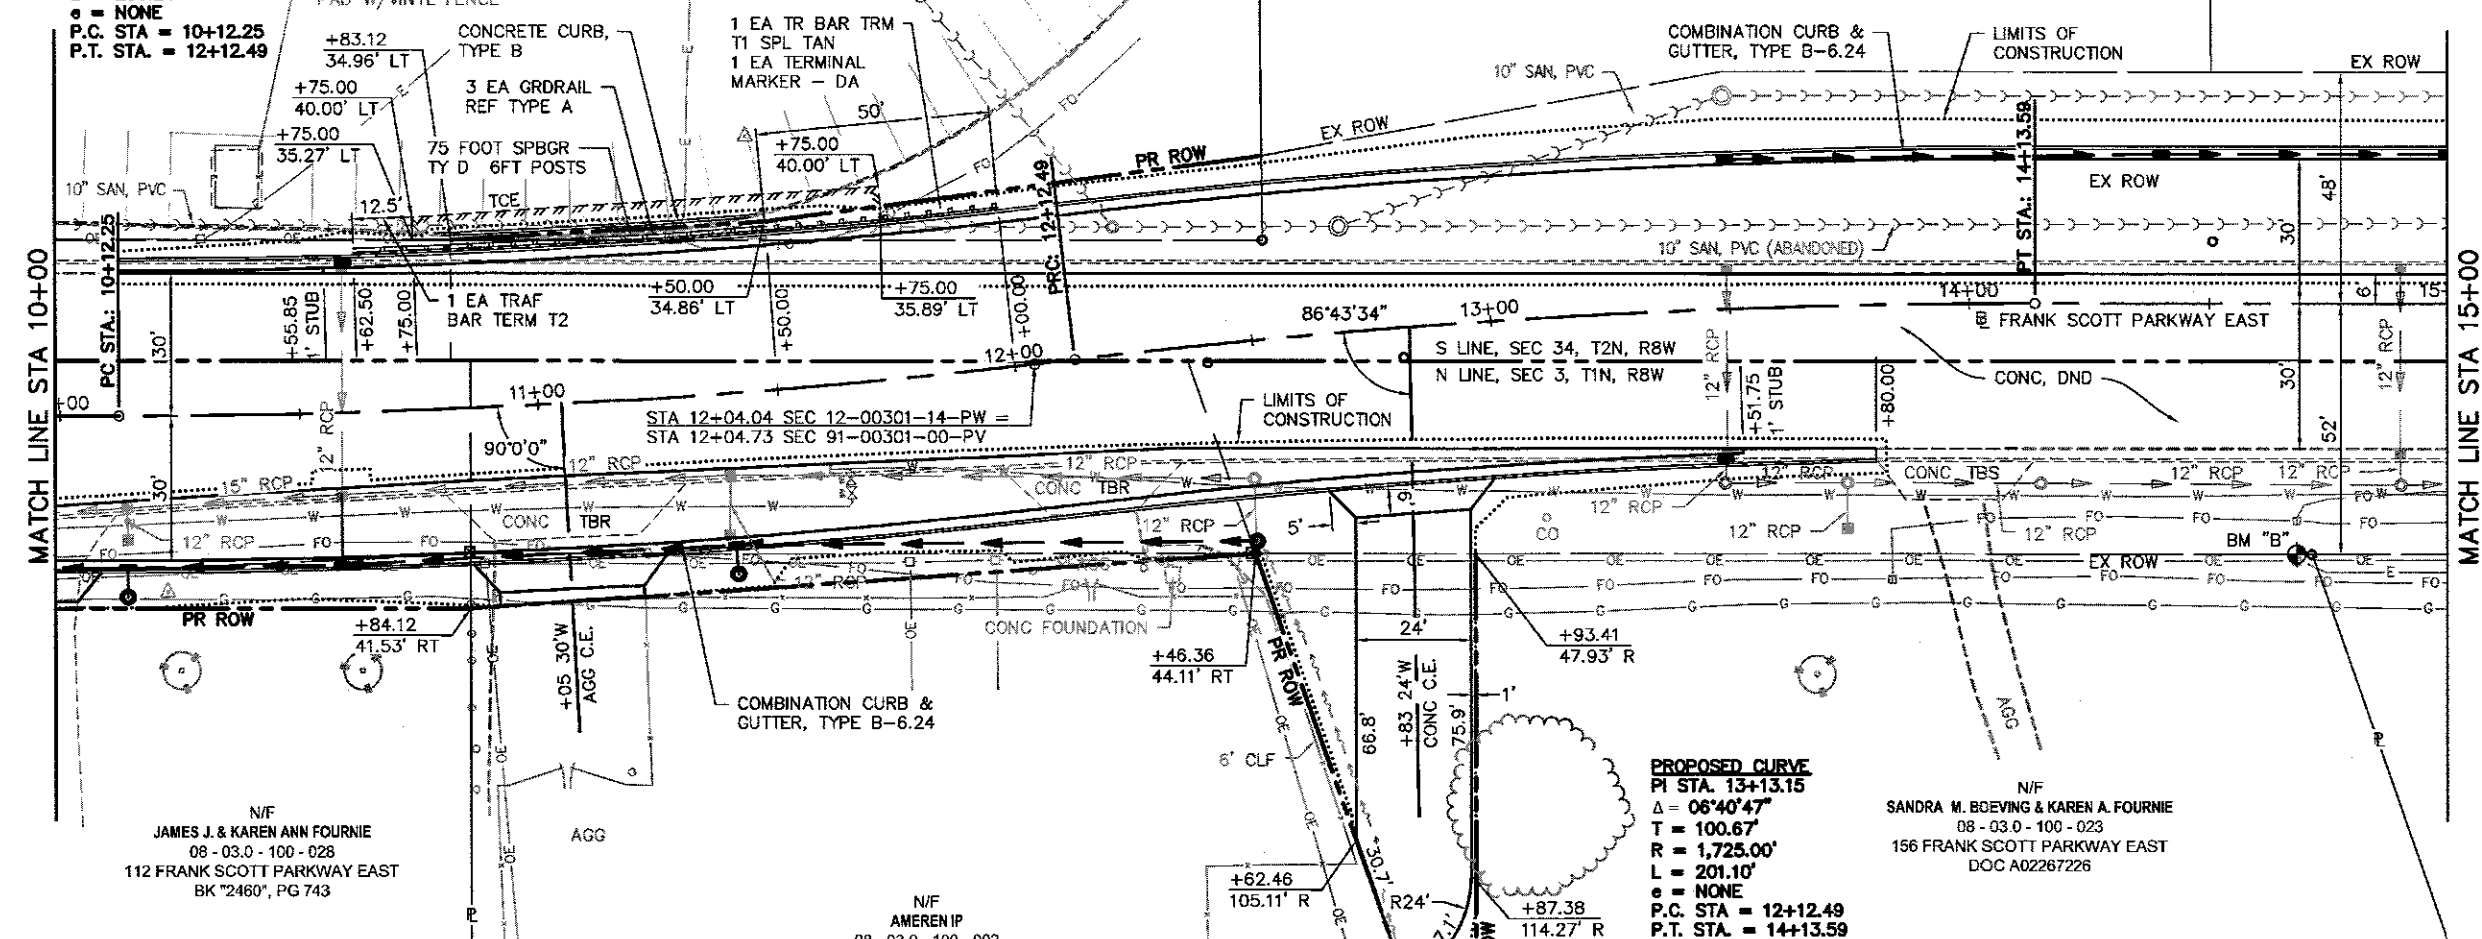 e = NONE
P.C. STA = 10+12.25
P.T. STA. = 12+12.49
PAD W/ VINYL FENCE
+83.12
34.96' LT
CONCRETE CURB,
TYPE B
1 EA TR BAR TRM
T1 SPL TAN
1 EA TERMINAL
MARKER - DA
COMBINATION CURB &
GUTTER, TYPE B-6.24
LIMITS OF
CONSTRUCTION
EX ROW
10" SAN, PVC
+75.00
40.00' LT
3 EA GRDRAIL
REF TYPE A
50'
+75.00
35.27' LT
75 FOOT SPBGR
TY D 6FT POSTS
+75.00
40.00' LT
EX ROW
PR ROW
EX ROW
10" SAN, PVC
12.5'
TCE
48'
30'
PC STA.: 10+12.25
PRC: 12+12.49
PT STA.: 14+13.59
10" SAN, PVC (ABANDONED)
MATCH LINE STA 10+00
MATCH LINE STA 15+00
+55.85
1' STUB
+62.50
+75.00
1 EA TRAF
BAR TERM T2
+50.00
34.86' LT
+50.00
+75.00
35.89' LT
+00.00
86°43'34"
13+00
14+00
6'
15+
FRANK SCOTT PARKWAY EAST
130'
12+00
S LINE, SEC 34, T2N, R8W
N LINE, SEC 3, T1N, R8W
12" RCP
+51.75
1' STUB
+80.00
CONC, DND
30'
12" RCP
+00
11+00
STA 12+04.04 SEC 12-00301-14-PW =
STA 12+04.73 SEC 91-00301-00-PV
LIMITS OF
CONSTRUCTION
52'
12" RCP
90°0'0"
30'
15" RCP
12" RCP
12" RCP
12" RCP
CONC TBS
12" RCP
12" RCP
CONC TBR
CONC TBR
12" RCP
12" RCP
5'
9'
12" RCP
CO
12" RCP
12" RCP
BM "B"
EX ROW
12" RCP
PR ROW
+84.12
41.53' RT
+05 30'W
AGG C.E.
CONC FOUNDATION
24'
+93.41
47.93' R
+46.36
44.11' RT
PR ROW
COMBINATION CURB &
GUTTER, TYPE B-6.24
66.8'
+83 24'W
CONC C.E.
75.9'
1'
AGG
6' CLF
PROPOSED CURVE
PI STA. 13+13.15
Δ = 06°40'47"
T = 100.67'
R = 1,725.00'
L = 201.10'
e = NONE
P.C. STA = 12+12.49
P.T. STA. = 14+13.59
N/F
JAMES J. & KAREN ANN FOURNIE
08 - 03.0 - 100 - 028
112 FRANK SCOTT PARKWAY EAST
BK "2460", PG 743
AGG
N/F
SANDRA M. BOEVING & KAREN A. FOURNIE
08 - 03.0 - 100 - 023
156 FRANK SCOTT PARKWAY EAST
DOC A02267226
N/F
AMEREN IP
+62.46
105.11' R
30.7'
R24'
+87.38
114.27' R